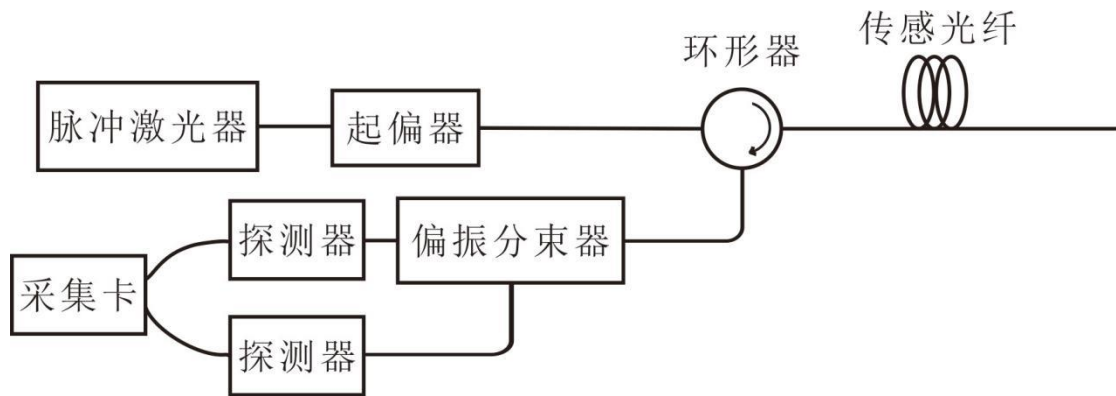 传感光纤
环形器
脉冲激光器
起偏器
探测器
偏振分束器
采集卡
探测器